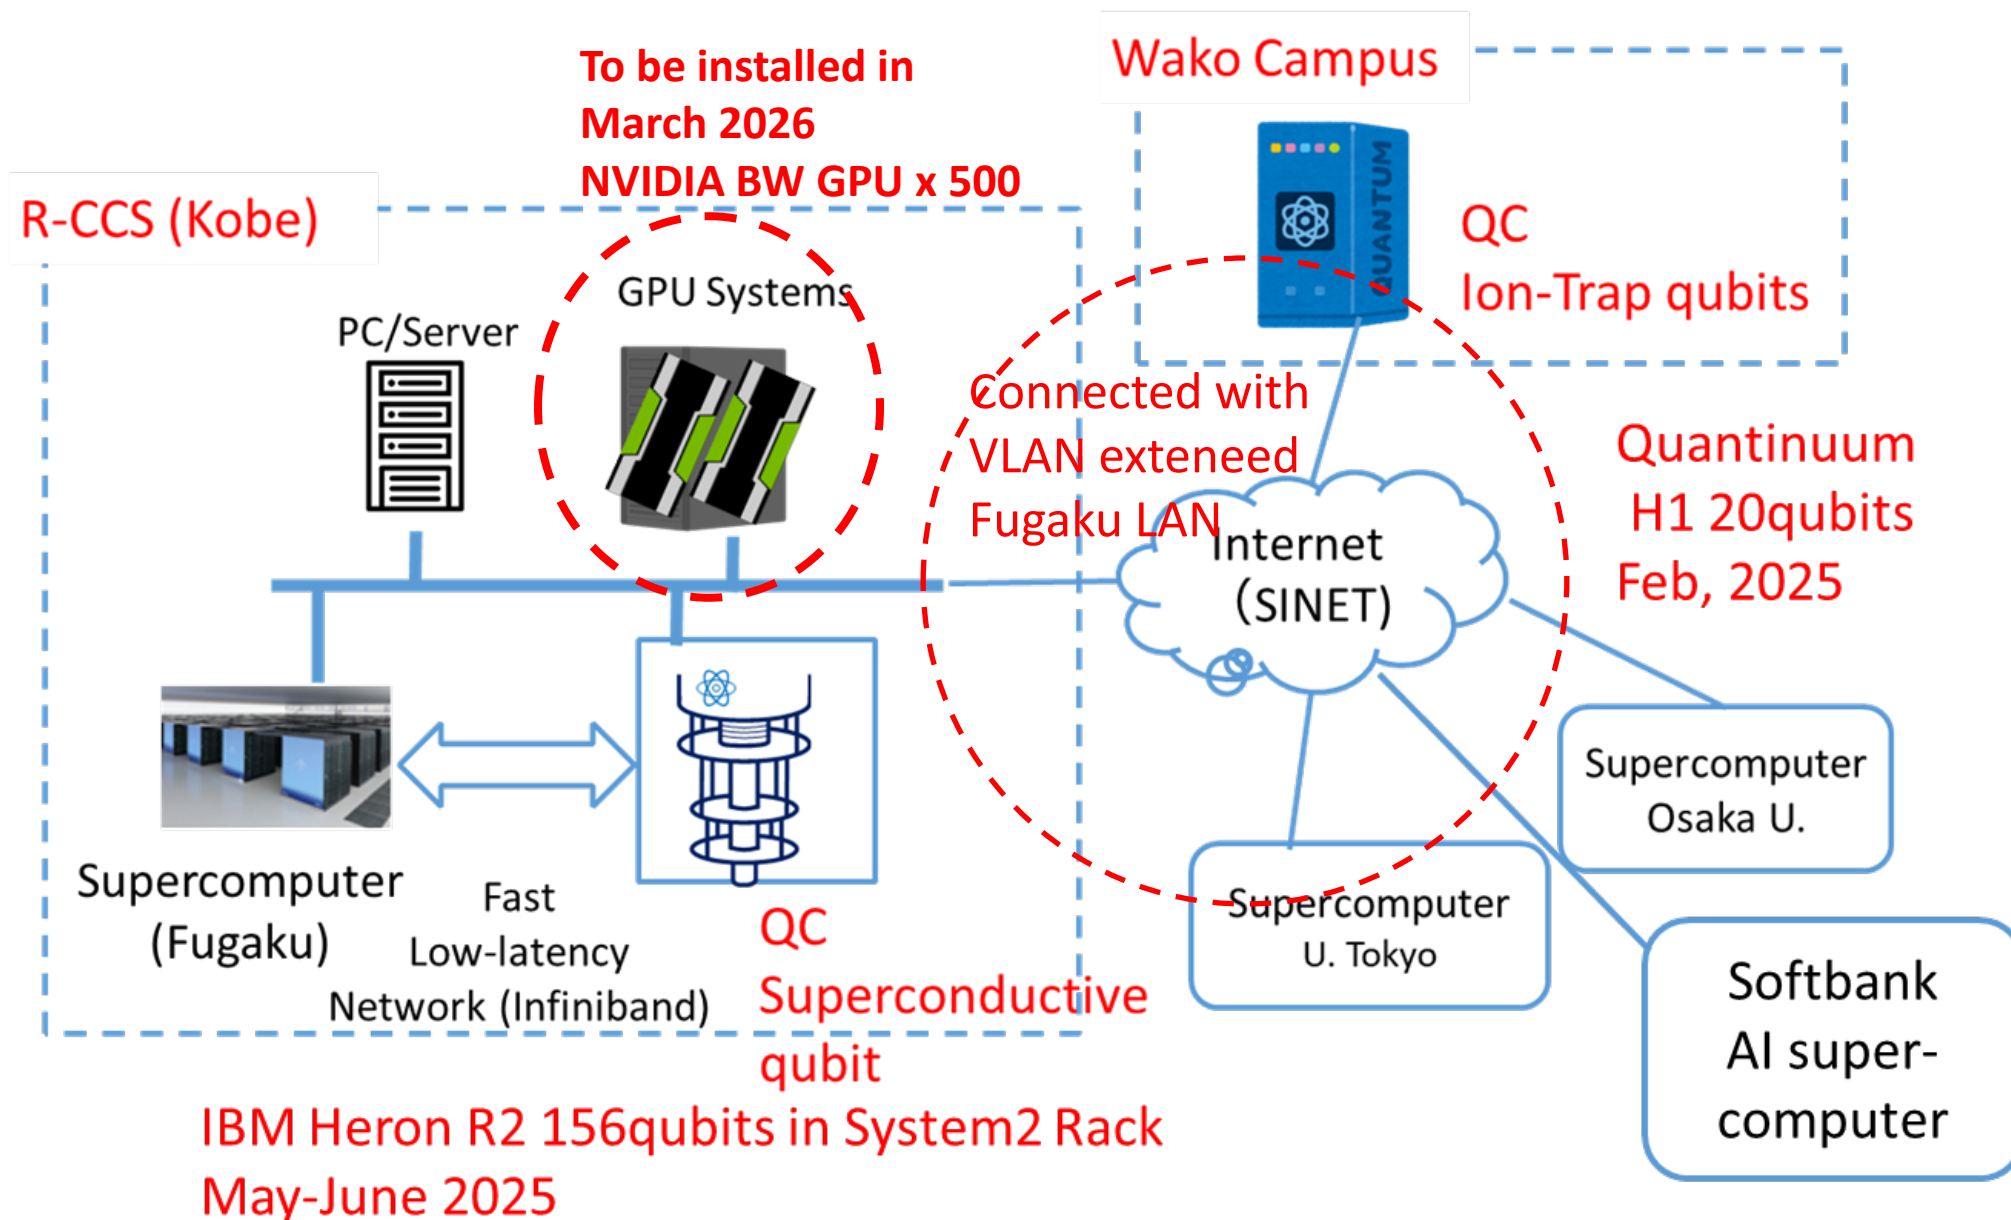 To be installed in
March 2026
NVIDIA BW GPU x 500
Wako Campus
R-CCS (Kobe)
QUANTUM
QC
Ion-Trap qubits
GPU Systems
PC/Server
Connected with
VLAN exteneed
Fugaku LAN
Quantinuum
H1 20qubits
Feb, 2025
Internet
(SINET)
Supercomputer
Osaka U.
Supercomputer
(Fugaku)
Fast
Low-latency
Network (Infiniband)
QC
Superconductive
qubit
Supercomputer
U. Tokyo
Softbank
AI super-
computer
IBM Heron R2 156qubits in System2 Rack
May-June 2025